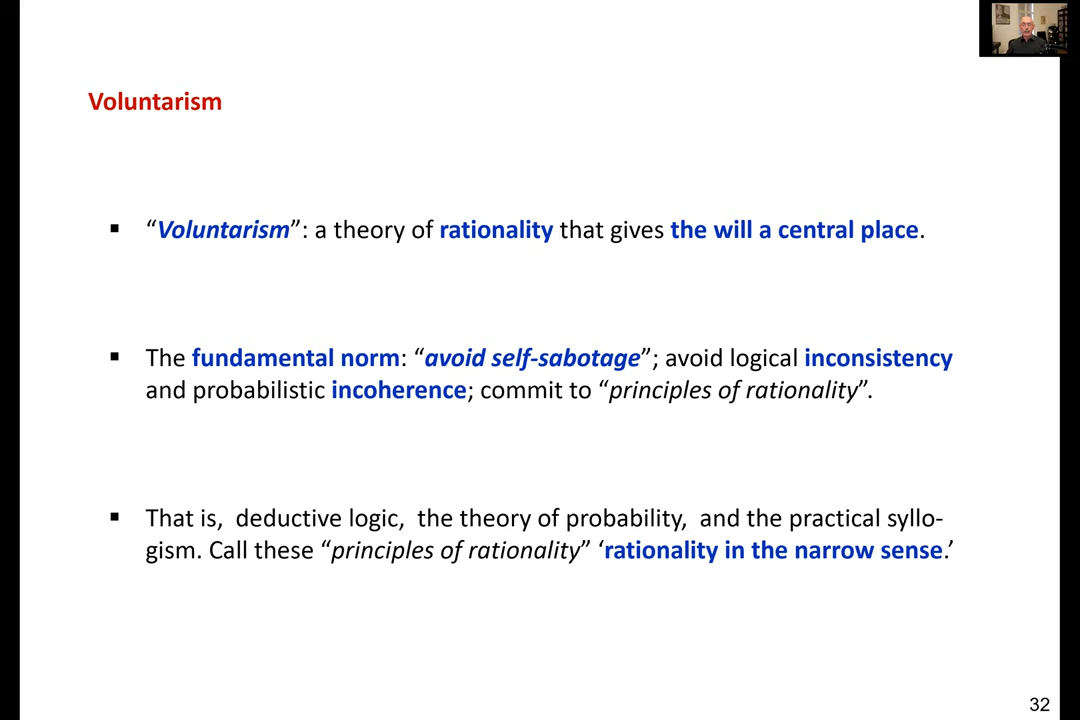 Voluntarism
▪ “Voluntarism”: a theory of rationality that gives the will a central place.
▪ The fundamental norm: “avoid self-sabotage”; avoid logical inconsistency
and probabilistic incoherence; commit to “principles of rationality”.
▪ That is, deductive logic, the theory of probability, and the practical syllo-
gism. Call these “principles of rationality” ‘rationality in the narrow sense.’
32